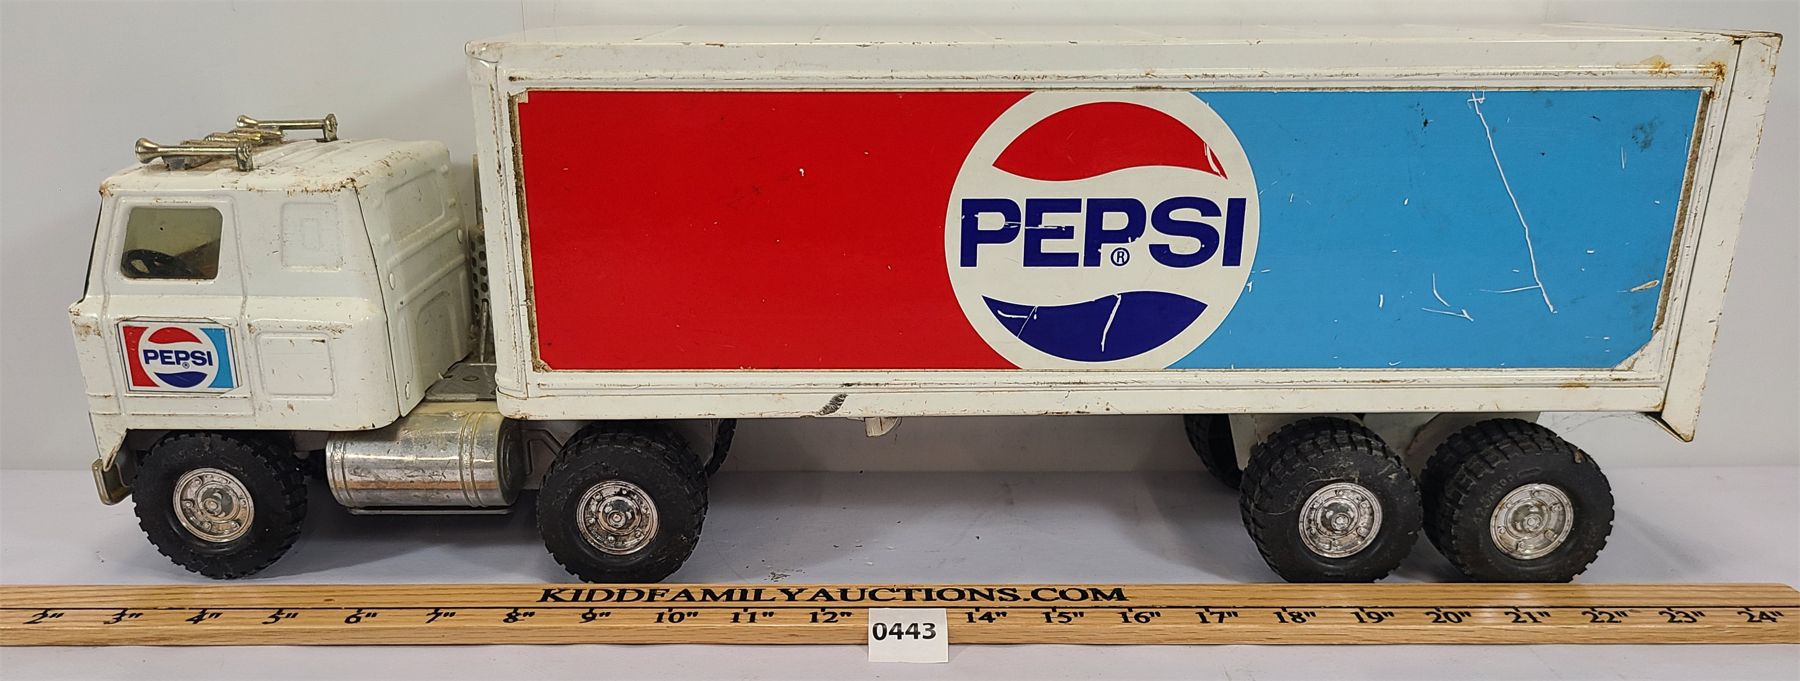 PEPSI
®
PEPSI
®
KIDDFAMILYAUCTIONS.COM
2" 3" 4" 5" 6" 7" 8" 9" 10" 11" 12" 14" 15" 16" 17" 18" 19" 20" 21" 22" 23" 24"
0443